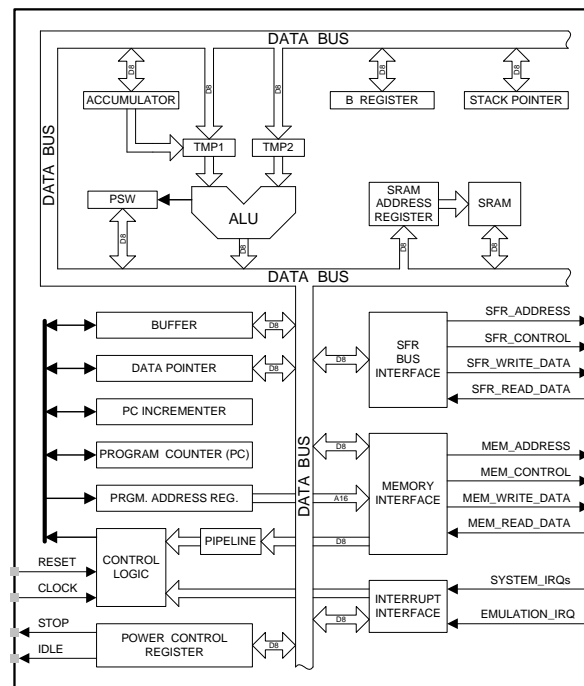 DATA BUS
D8
D8
D8
D8
D8
ACCUMULATOR
B REGISTER
STACK POINTER
DATA BUS
TMP1
TMP2
PSW
ALU
SRAM
ADDRESS
REGISTER
SRAM
D8
D8
D8
D8
DATA BUS
BUFFER
D8
DATA POINTER
D8
PC INCREMENTER
PROGRAM COUNTER (PC)
PRGM. ADDRESS REG.
A16
DATA BUS
D8
SFR
BUS
INTERFACE
SFR_ADDRESS
SFR_CONTROL
SFR_WRITE_DATA
SFR_READ_DATA
D8
MEMORY
INTERFACE
MEM_ADDRESS
MEM_CONTROL
MEM_WRITE_DATA
MEM_READ_DATA
RESET
CLOCK
CONTROL
LOGIC
PIPELINE
D8
STOP
IDLE
POWER CONTROL
REGISTER
D8
D8
INTERRUPT
INTERFACE
SYSTEM_IRQs
EMULATION_IRQ